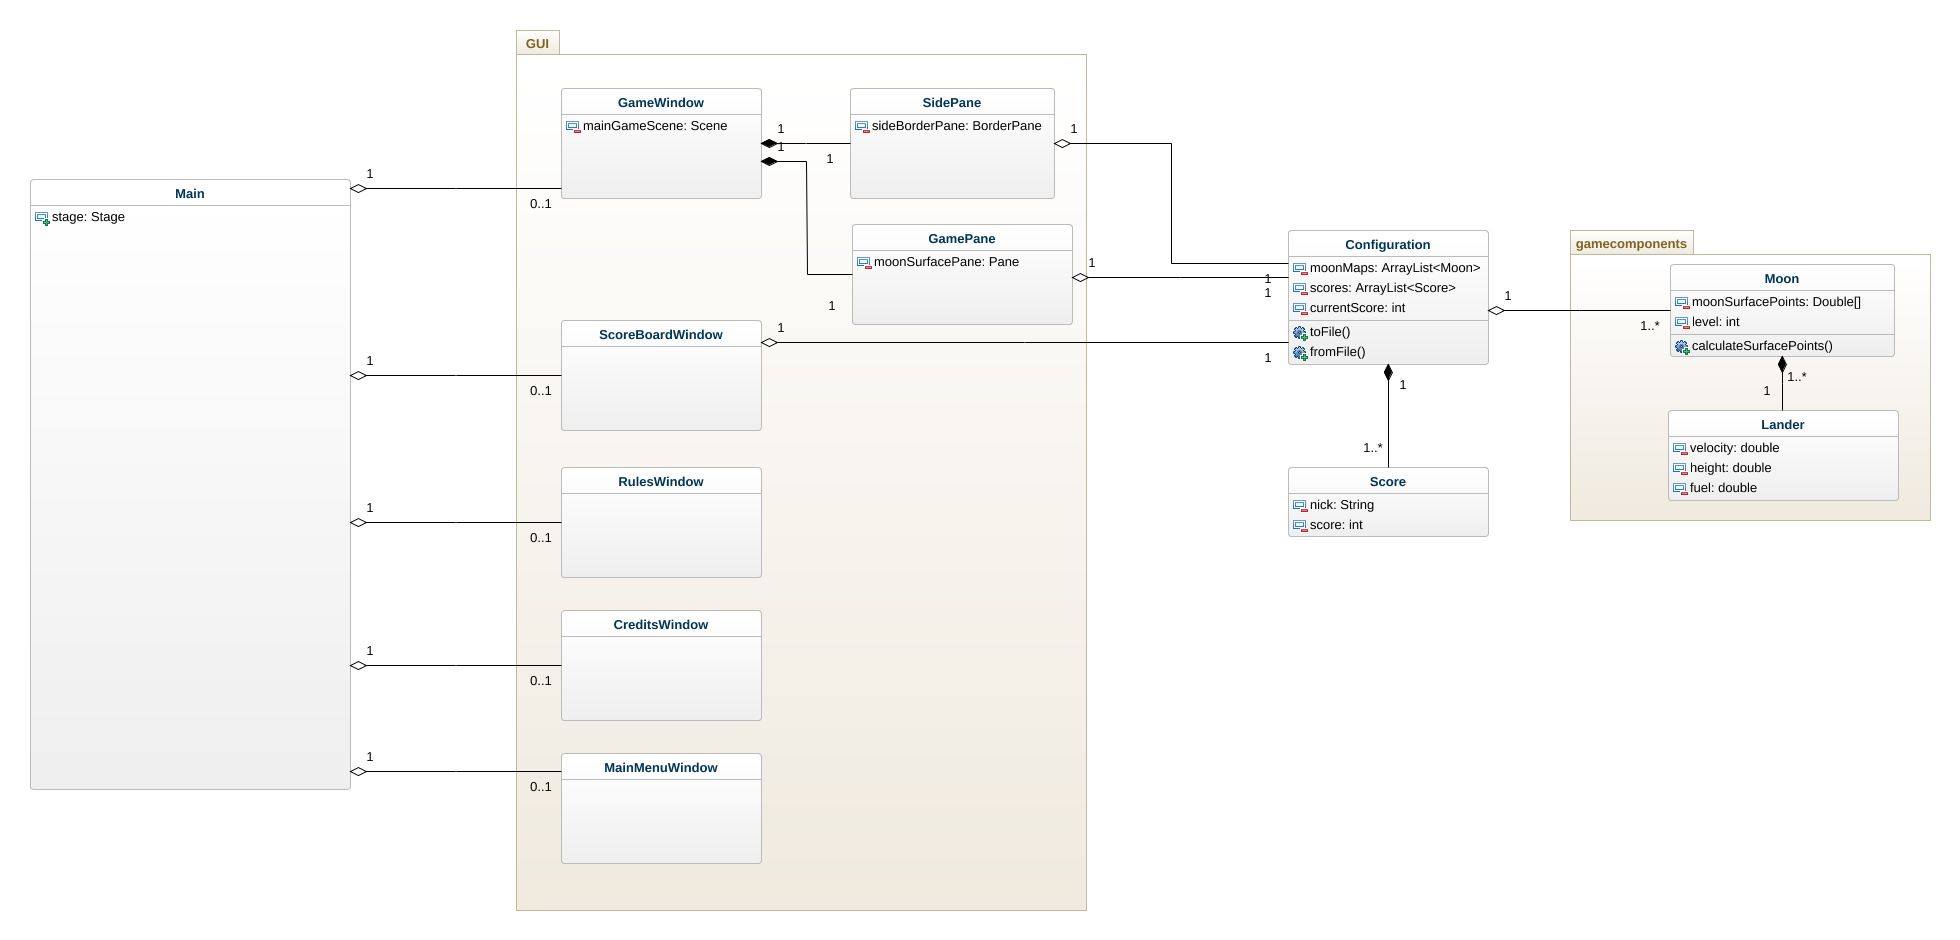 GUI
GameWindow
mainGameScene: Scene
1
1
1
SidePane
sideBorderPane: BorderPane
1
Main
stage: Stage
1
0..1
GamePane
moonSurfacePane: Pane
1
1
ScoreBoardWindow
1
1
0..1
RulesWindow
1
0..1
CreditsWindow
1
0..1
MainMenuWindow
1
0..1
Configuration
moonMaps: ArrayList<Moon>
scores: ArrayList<Score>
currentScore: int
toFile()
fromFile()
1
1
1
1
1
1..*
1..*
Score
nick: String
score: int
gamecomponents
Moon
moonSurfacePoints: Double[]
level: int
calculateSurfacePoints()
1..*
1
Lander
velocity: double
height: double
fuel: double